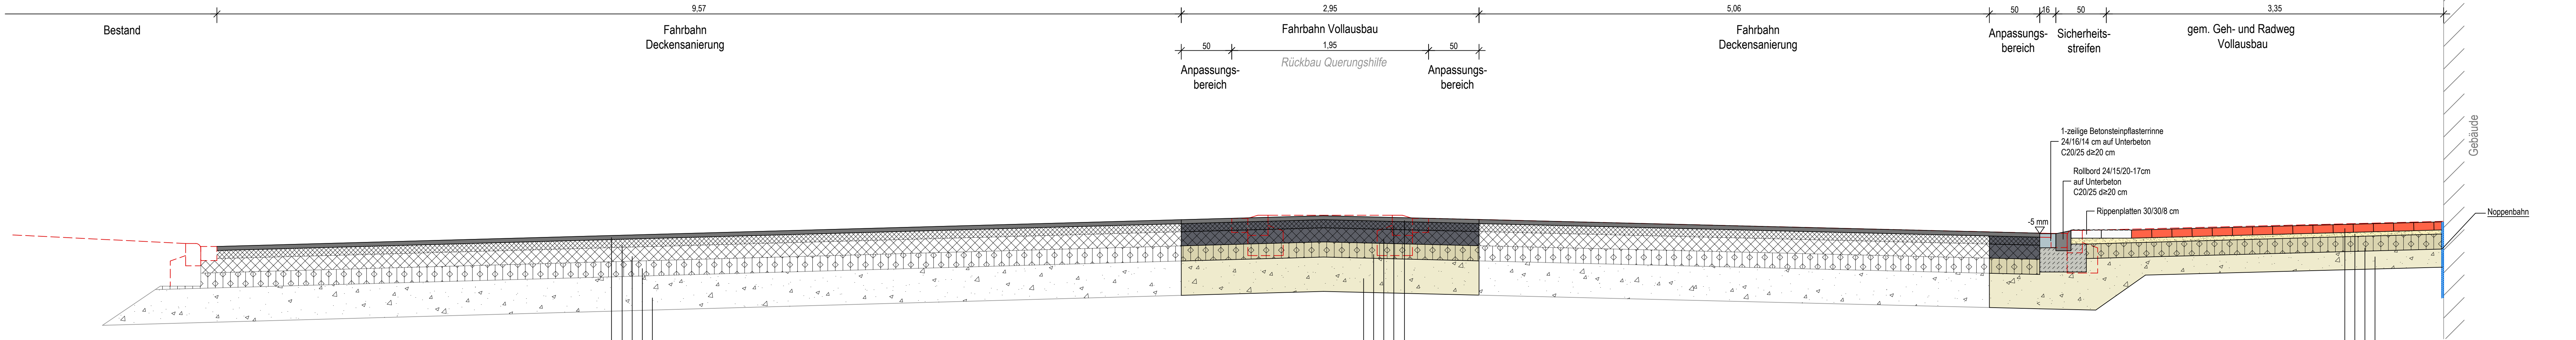 9,57
2,95
5,06
50
16
50
3,35
Bestand
Fahrbahn
Deckensanierung
Fahrbahn Vollausbau
50
1,95
50
Anpassungs-
bereich
Rückbau Querungshilfe
Anpassungs-
bereich
Fahrbahn
Deckensanierung
Anpassungs-
bereich
Sicherheits-
streifen
gem. Geh- und Radweg
Vollausbau
Gebäude
1-zeilige Betonsteinpflasterrinne
24/16/14 cm auf Unterbeton
C20/25 d≥20 cm
Rollbord 24/15/20-17cm
auf Unterbeton
C20/25 d≥20 cm
Rippenplatten 30/30/8 cm
-5 mm
Noppenbahn